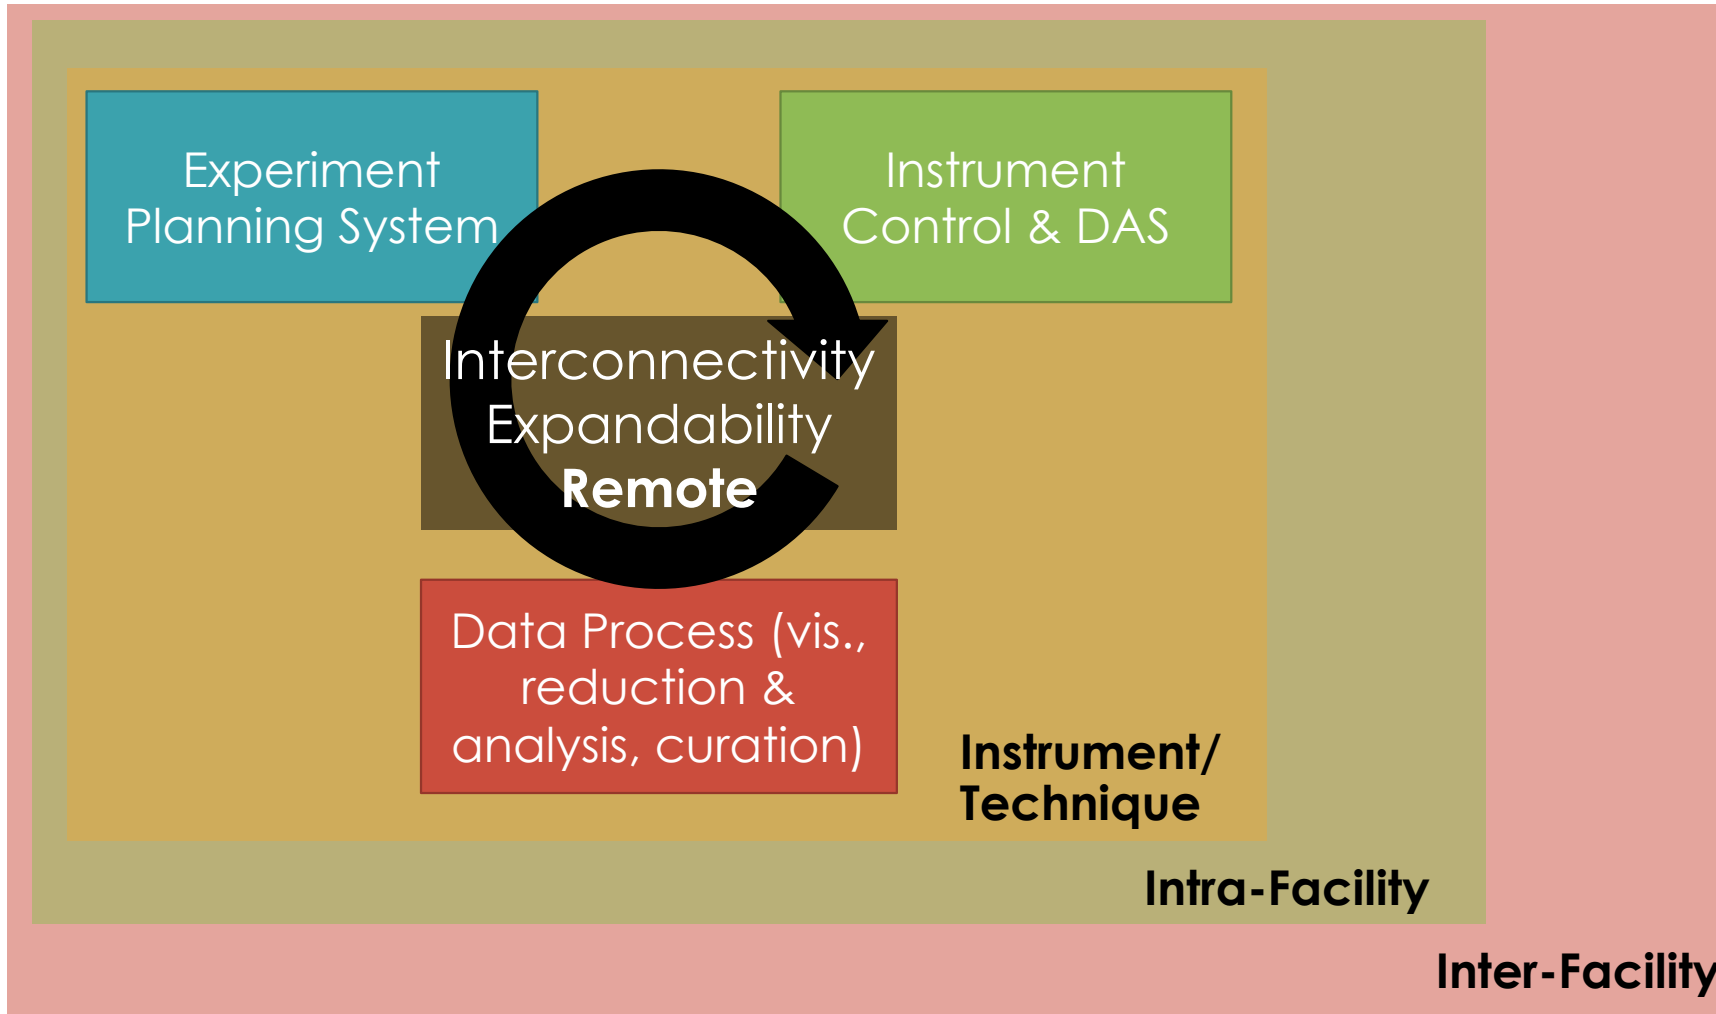 Experiment
Planning System
Instrument
Control & DAS
Interconnectivity
Expandability
Remote
Data Process (vis.,
reduction &
analysis, curation)
Instrument/
Technique
Intra-Facility
Inter-Facility